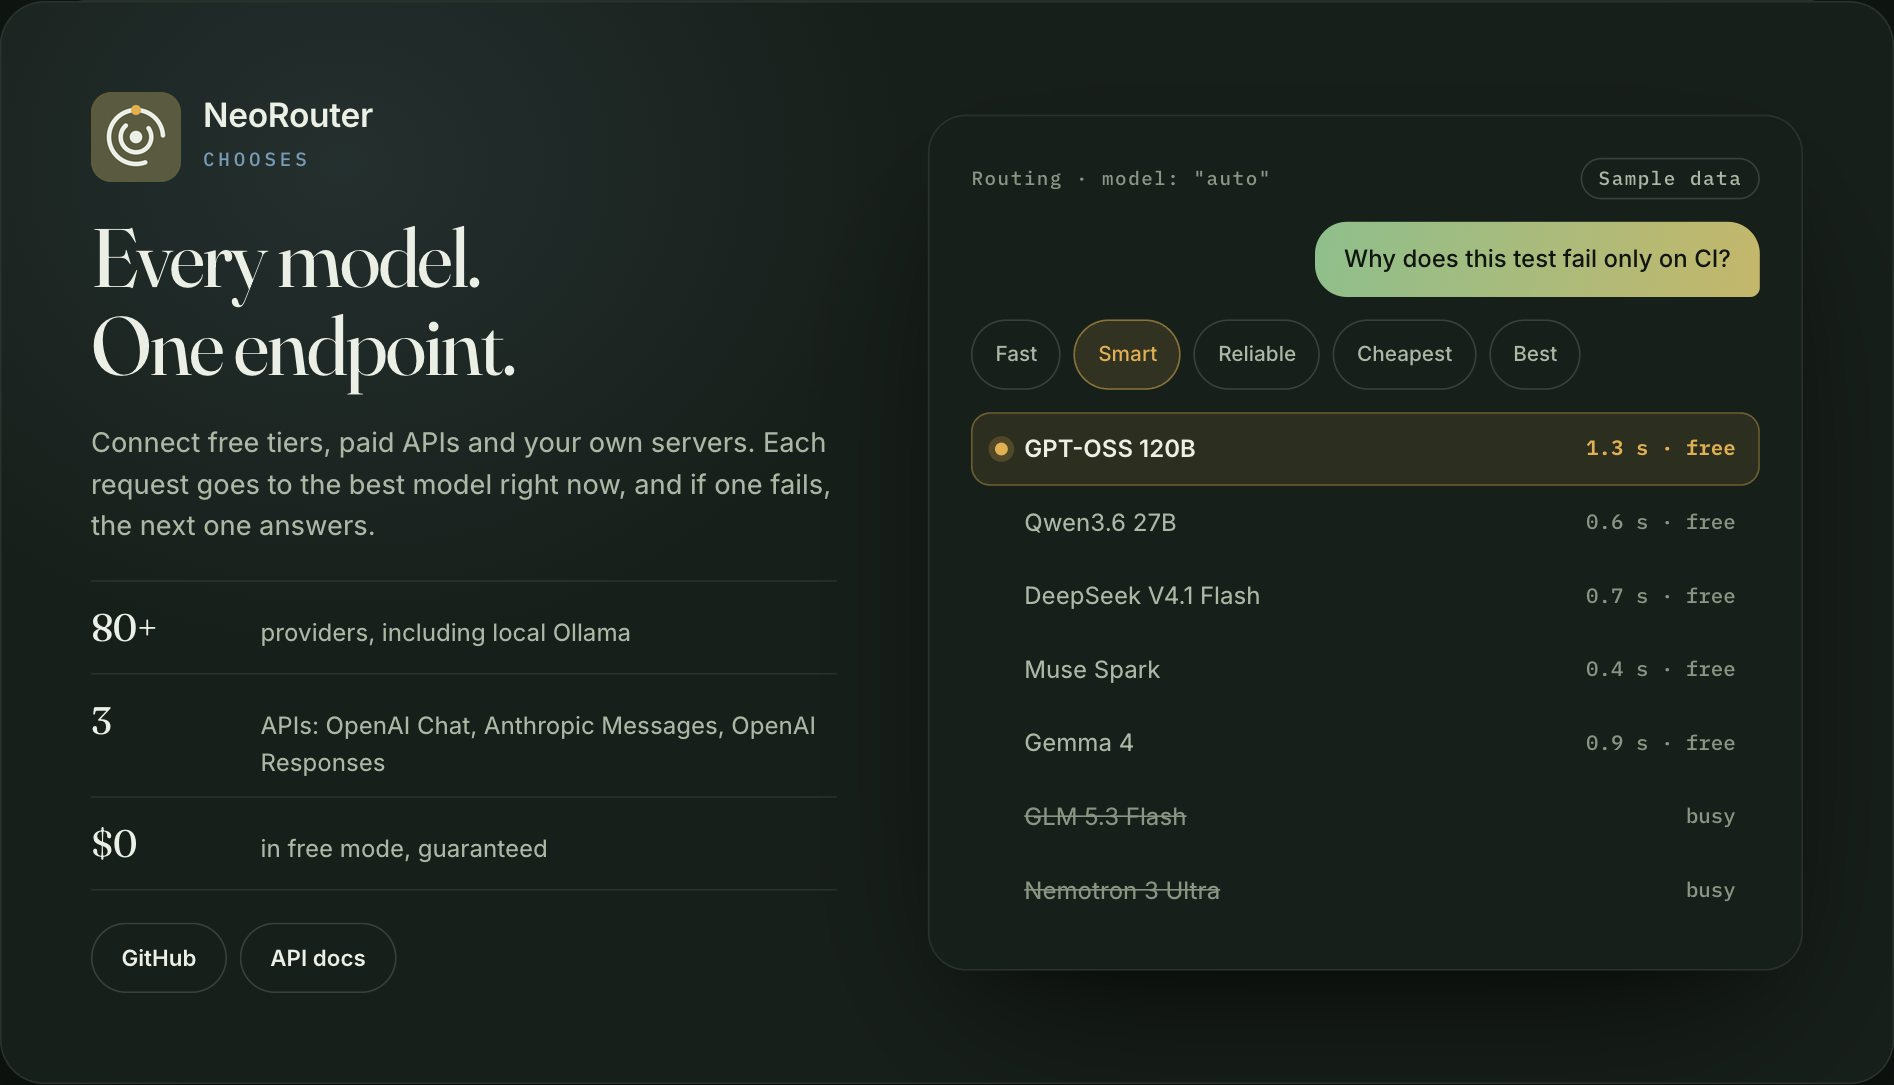 NeoRouter
CHOOSES
Every model.
One endpoint.
Connect free tiers, paid APIs and your own servers. Each
request goes to the best model right now, and if one fails,
the next one answers.
80+
providers, including local Ollama
3
APIs: OpenAI Chat, Anthropic Messages, OpenAI
Responses
$0
in free mode, guaranteed
GitHub
API docs
Routing · model: "auto"
Sample data
Why does this test fail only on CI?
Fast
Smart
Reliable
Cheapest
Best
GPT-OSS 120B
1.3 s · free
Qwen3.6 27B
0.6 s · free
DeepSeek V4.1 Flash
0.7 s · free
Muse Spark
0.4 s · free
Gemma 4
0.9 s · free
GLM 5.3 Flash
busy
Nemotron 3 Ultra
busy